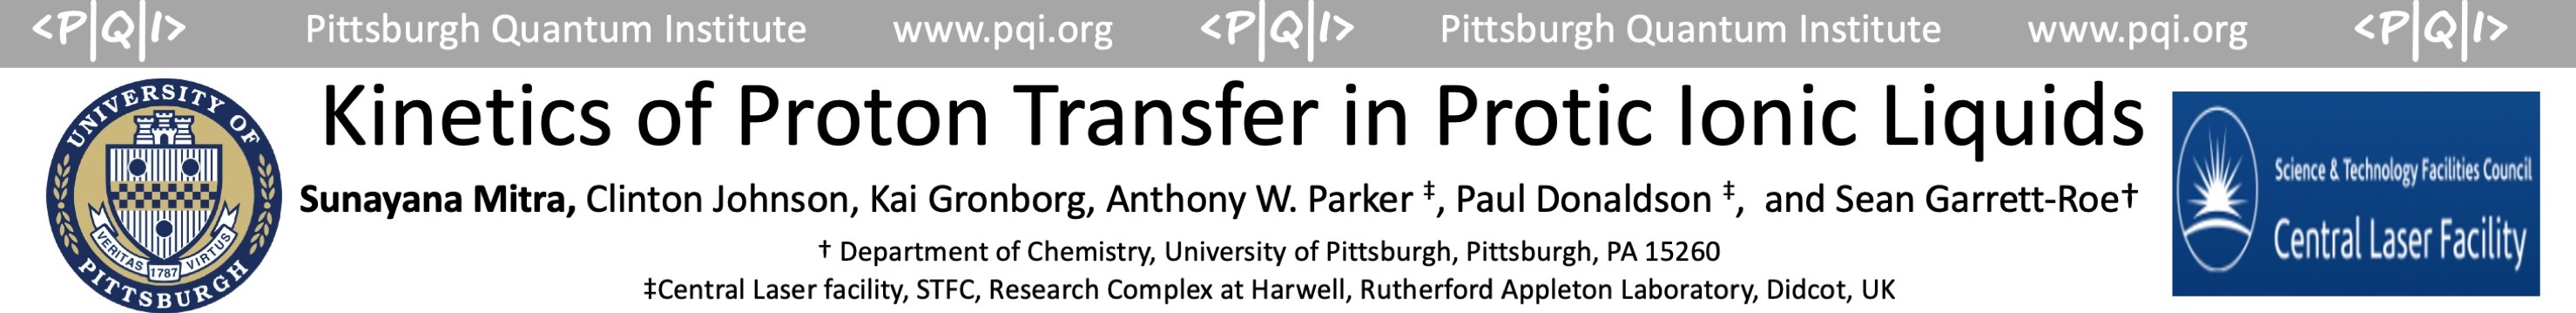 <P|Q|I> Pittsburgh Quantum Institute www.pqi.org <P|Q|I> Pittsburgh Quantum Institute www.pqi.org <P|Q|I>
UNIVERSITY OF PITTSBURGH
VERITAS 1787 VIRTUS
Kinetics of Proton Transfer in Protic Ionic Liquids
Sunayana Mitra, Clinton Johnson, Kai Gronborg, Anthony W. Parker ‡, Paul Donaldson ‡, and Sean Garrett-Roe†
† Department of Chemistry, University of Pittsburgh, Pittsburgh, PA 15260
‡Central Laser facility, STFC, Research Complex at Harwell, Rutherford Appleton Laboratory, Didcot, UK
Science & Technology Facilities Council
Central Laser Facility